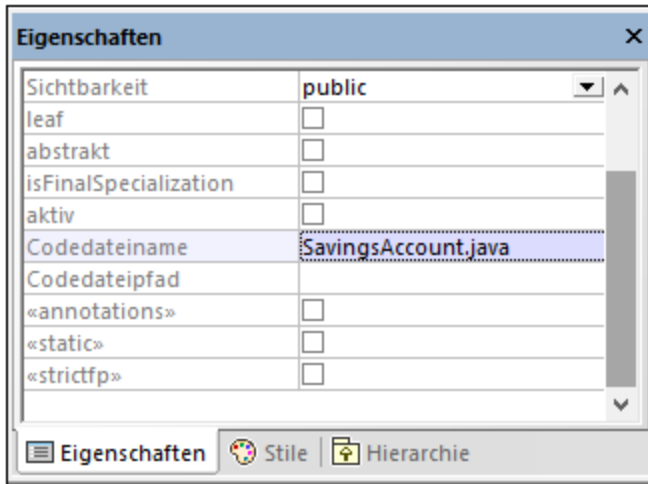 Eigenschaften
Sichtbarkeit public
leaf
abstrakt
isFinalSpecialization
aktiv
Codedateiname SavingsAccount.java
Codedateipfad
«annotations»
«static»
«strictfp»
Eigenschaften Stile Hierarchie